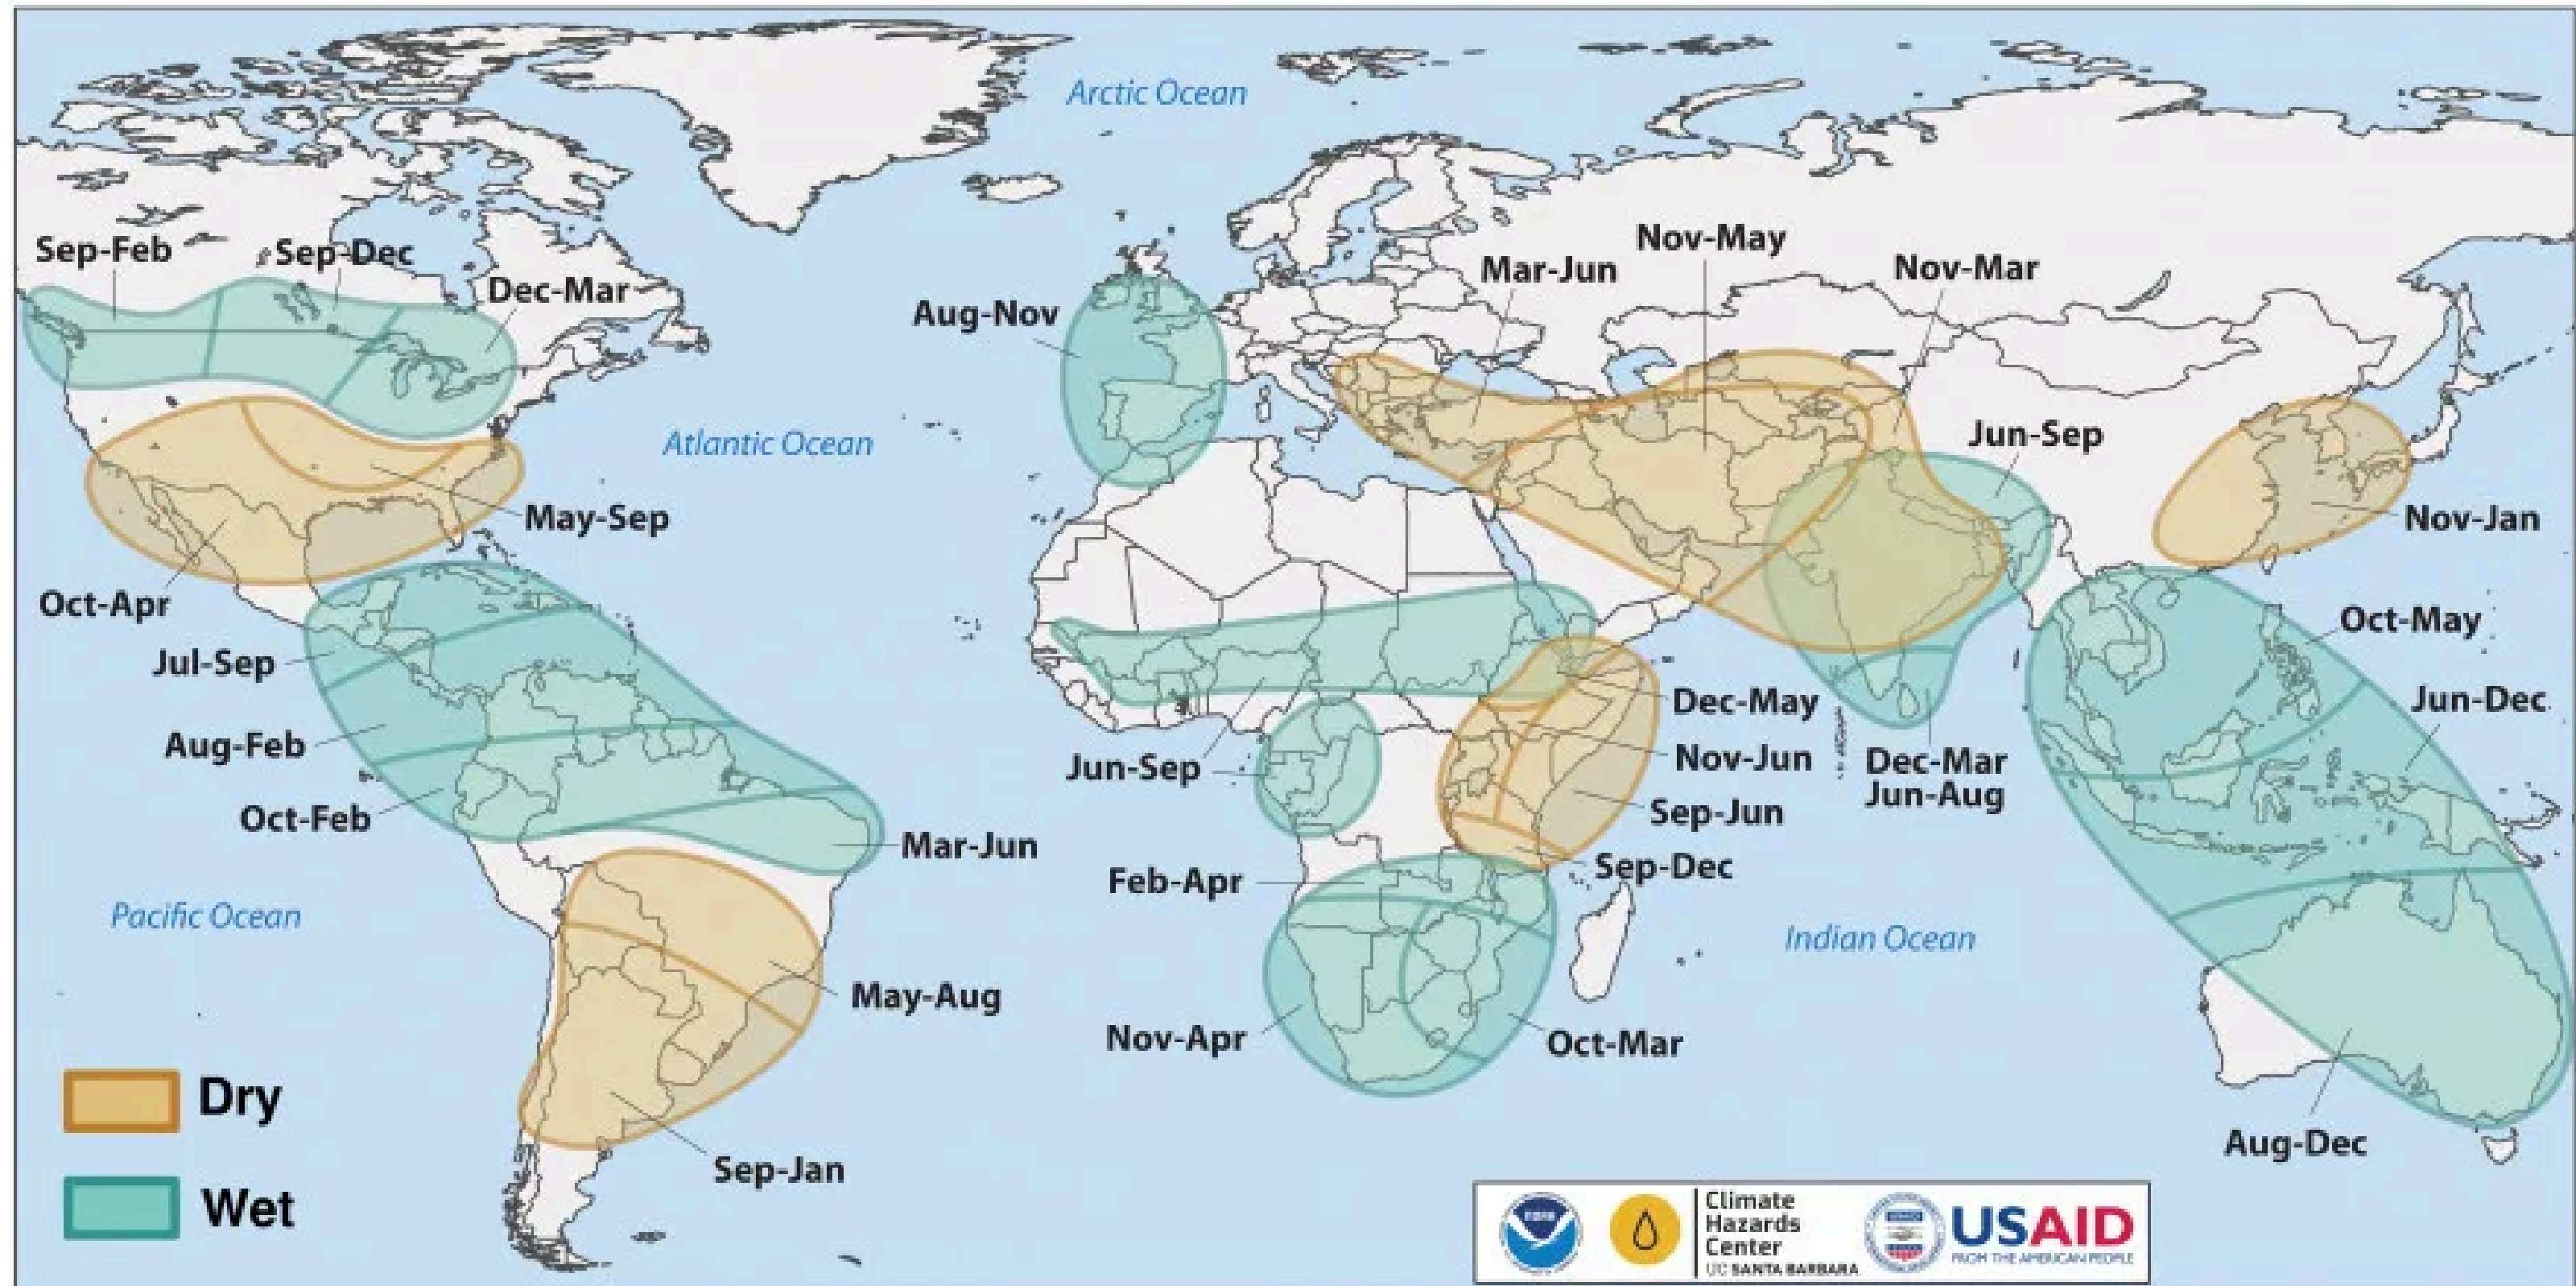 Arctic Ocean
Sep-Feb
Sep-Dec
Dec-Mar
Aug-Nov
Mar-Jun
Nov-May
Nov-Mar
Atlantic Ocean
Jun-Sep
May-Sep
Nov-Jan
Oct-Apr
Jul-Sep
Oct-May
Dec-May
Jun-Dec
Aug-Feb
Jun-Sep
Nov-Jun
Dec-Mar
Jun-Aug
Oct-Feb
Sep-Jun
Mar-Jun
Sep-Dec
Feb-Apr
Pacific Ocean
Indian Ocean
May-Aug
Nov-Apr
Oct-Mar
Dry
Sep-Jan
Aug-Dec
Wet
Climate
Hazards
Center
UC SANTA BARBARA
USAID
FROM THE AMERICAN PEOPLE